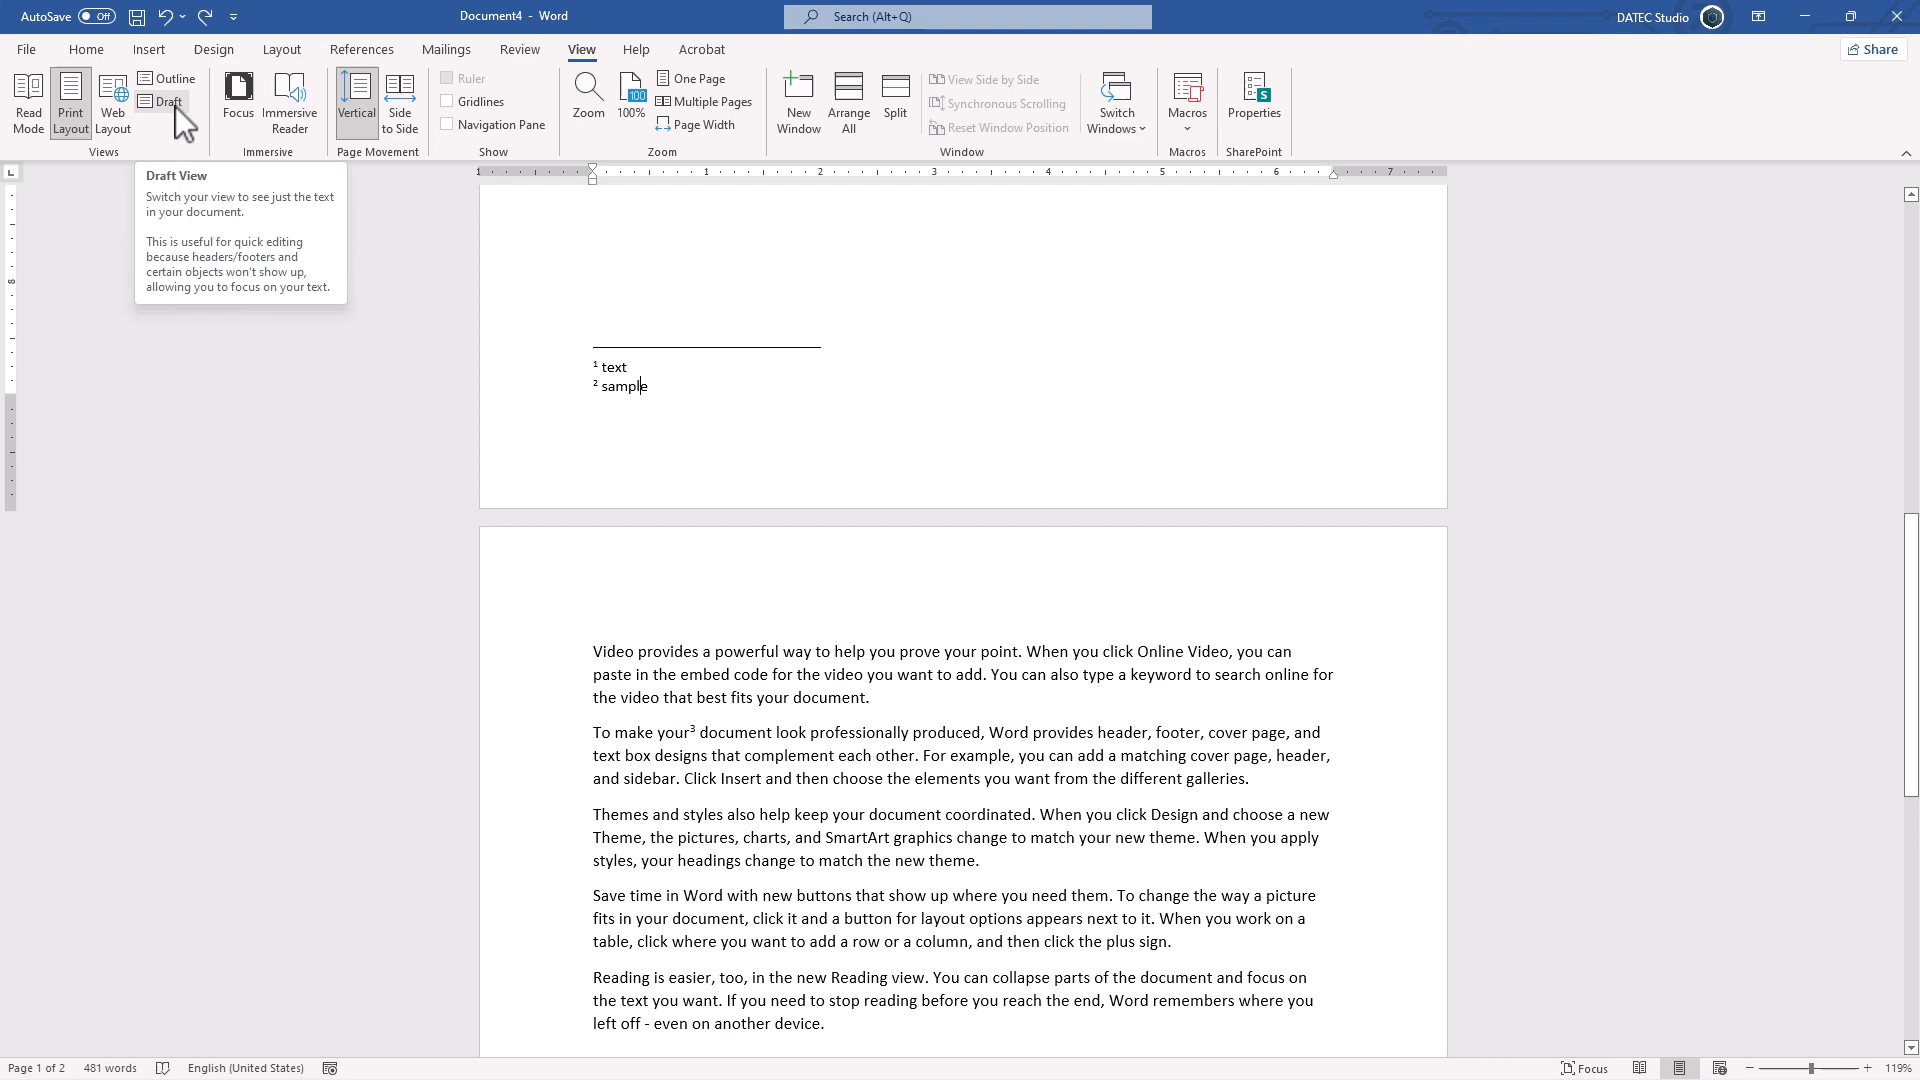 AutoSave Off
Document4 - Word
Search (Alt+Q)
DATEC Studio
File Home Insert Design Layout References Mailings Review View Help Acrobat
Share
Read Mode
Print Layout
Web Layout
Outline
Draft
Views
Focus
Immersive Reader
Immersive
Vertical
Side to Side
Page Movement
Ruler
Gridlines
Navigation Pane
Show
Zoom
100
100%
One Page
Multiple Pages
Page Width
Zoom
New Window
Arrange All
Split
View Side by Side
Synchronous Scrolling
Reset Window Position
Window
Switch Windows
Macros
Macros
S
Properties
SharePoint
L
1 1 2 3 4 5 6 7
8
Draft View
Switch your view to see just the text
in your document.
This is useful for quick editing
because headers/footers and
certain objects won't show up,
allowing you to focus on your text.
1 text
2 sample
Video provides a powerful way to help you prove your point. When you click Online Video, you can
paste in the embed code for the video you want to add. You can also type a keyword to search online for
the video that best fits your document.
To make your3 document look professionally produced, Word provides header, footer, cover page, and
text box designs that complement each other. For example, you can add a matching cover page, header,
and sidebar. Click Insert and then choose the elements you want from the different galleries.
Themes and styles also help keep your document coordinated. When you click Design and choose a new
Theme, the pictures, charts, and SmartArt graphics change to match your new theme. When you apply
styles, your headings change to match the new theme.
Save time in Word with new buttons that show up where you need them. To change the way a picture
fits in your document, click it and a button for layout options appears next to it. When you work on a
table, click where you want to add a row or a column, and then click the plus sign.
Reading is easier, too, in the new Reading view. You can collapse parts of the document and focus on
the text you want. If you need to stop reading before you reach the end, Word remembers where you
left off - even on another device.
Page 1 of 2 481 words English (United States)
Focus
119%